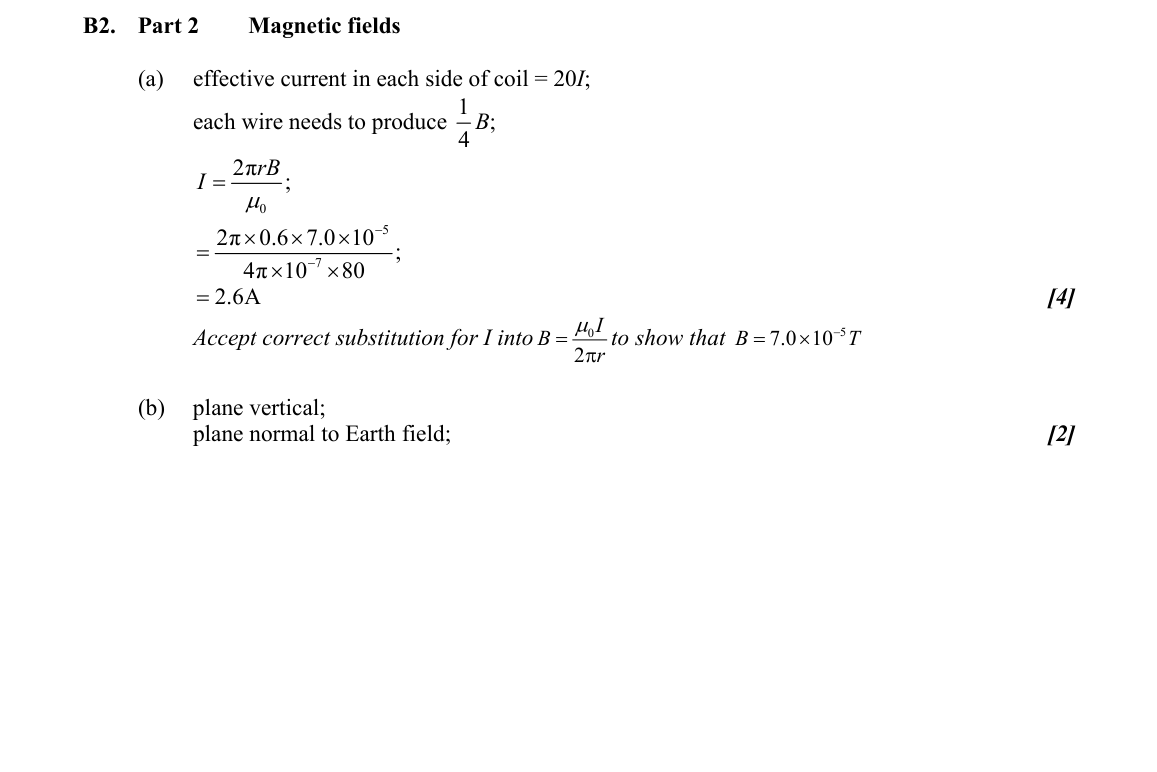 B2. Part 2 Magnetic fields
(a) effective current in each side of coil = 20I;
each wire needs to produce 1/4 B;
I = 2πrB/μ₀;
= 2π×0.6×7.0×10⁻⁵/4π×10⁻⁷×80;
= 2.6A [4]
Accept correct substitution for I into B = μ₀I/2πr to show that B = 7.0×10⁻⁵T
(b) plane vertical;
plane normal to Earth field; [2]